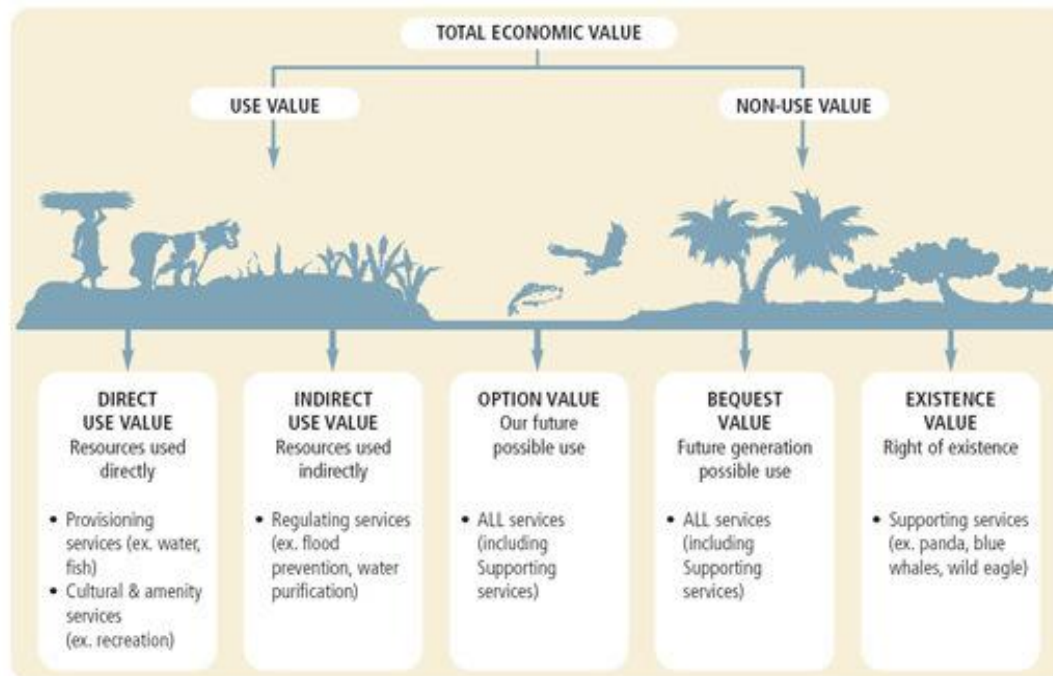 TOTAL ECONOMIC VALUE
USE VALUE
NON-USE VALUE
DIRECT
USE VALUE
Resources used
directly
• Provisioning
services (ex. water,
fish)
• Cultural & amenity
services
(ex. recreation)
INDIRECT
USE VALUE
Resources used
indirectly
• Regulating services
(ex. flood
prevention, water
purification)
OPTION VALUE
Our future
possible use
• ALL services
(including
Supporting
services)
BEQUEST
VALUE
Future generation
possible use
• ALL services
(including
Supporting
services)
EXISTENCE
VALUE
Right of existence
• Supporting services
(ex. panda, blue
whales, wild eagle)